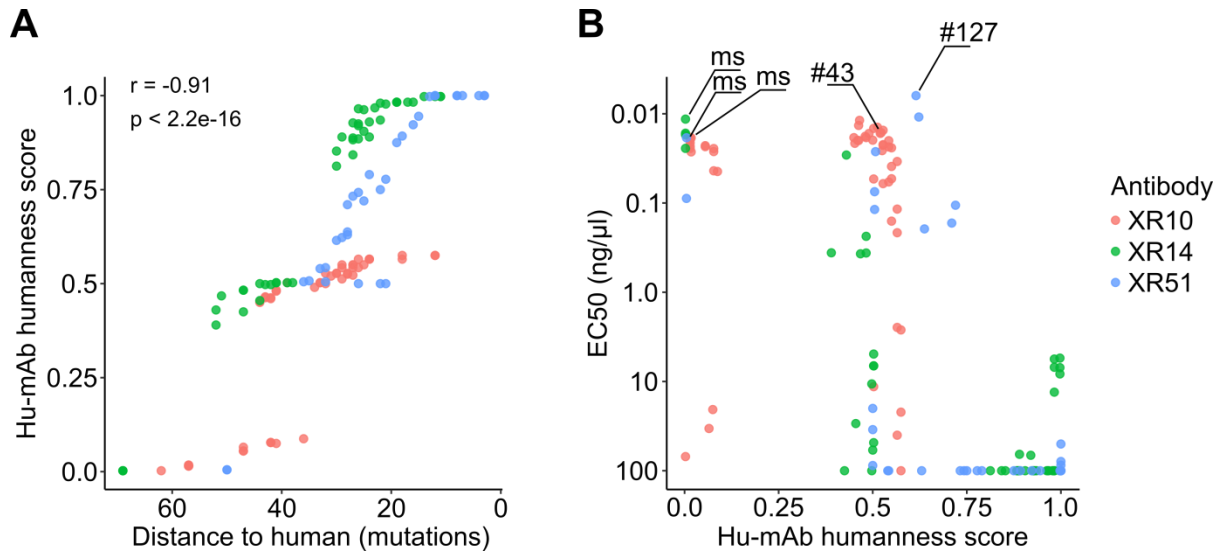 A
r = -0.91
p < 2.2e-16
1.0
0.75
0.5
0.25
0.0
Hu-mAb humanness score
60
40
20
0
Distance to human (mutations)
B
#127
ms
ms
ms
#43
0.01
0.1
1.0
10
100
EC50 (ng/µl)
0.0
0.25
0.5
0.75
1.0
Hu-mAb humanness score
Antibody
XR10
XR14
XR51